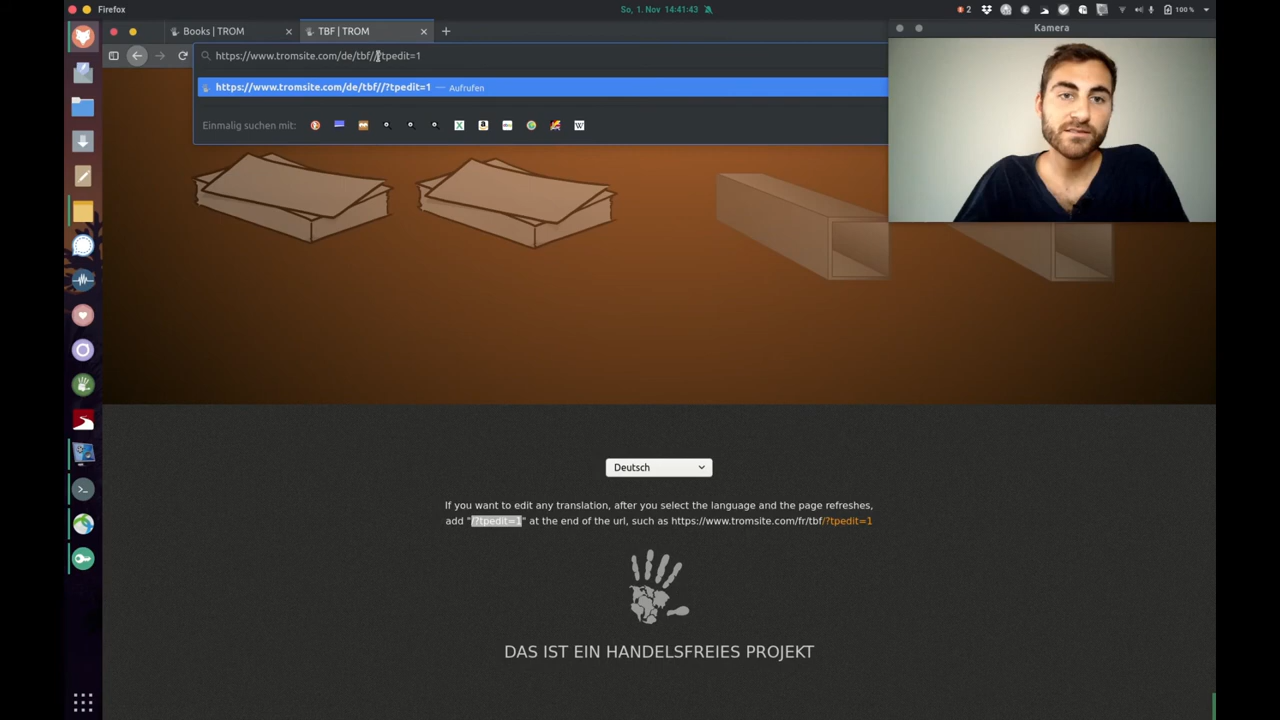 Firefox
So, 1. Nov 14:41:43
2
100 %
Books | TROM
TBF | TROM
Kamera
https://www.tromsite.com/de/tbf//?tpedit=1
https://www.tromsite.com/de/tbf//?tpedit=1 — Aufrufen
Einmalig suchen mit:
Deutsch
If you want to edit any translation, after you select the language and the page refreshes,
add "/?tpedit=1" at the end of the url, such as https://www.tromsite.com/fr/tbf/?tpedit=1
DAS IST EIN HANDELSFREIES PROJEKT